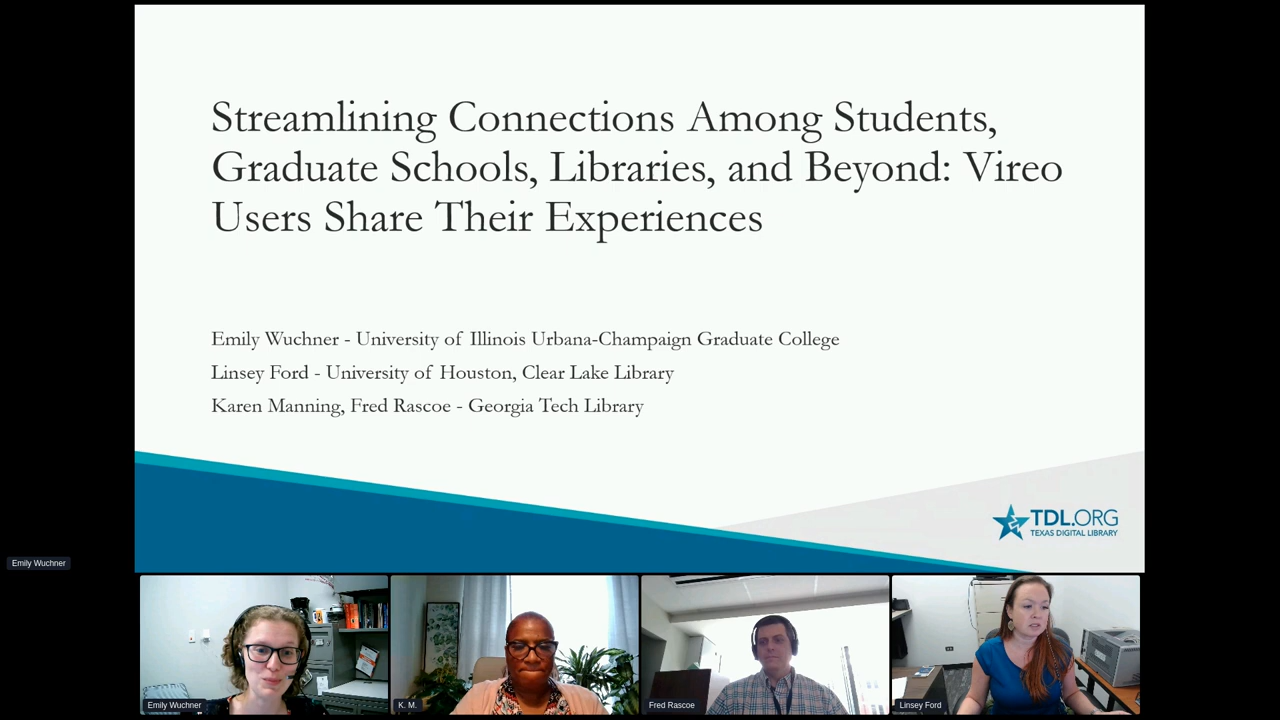 Streamlining Connections Among Students,
Graduate Schools, Libraries, and Beyond: Vireo
Users Share Their Experiences
Emily Wuchner - University of Illinois Urbana-Champaign Graduate College
Linsey Ford - University of Houston, Clear Lake Library
Karen Manning, Fred Rascoe - Georgia Tech Library
TDL.ORG
TEXAS DIGITAL LIBRARY
Emily Wuchner
Emily Wuchner
K. M.
Fred Rascoe
Linsey Ford